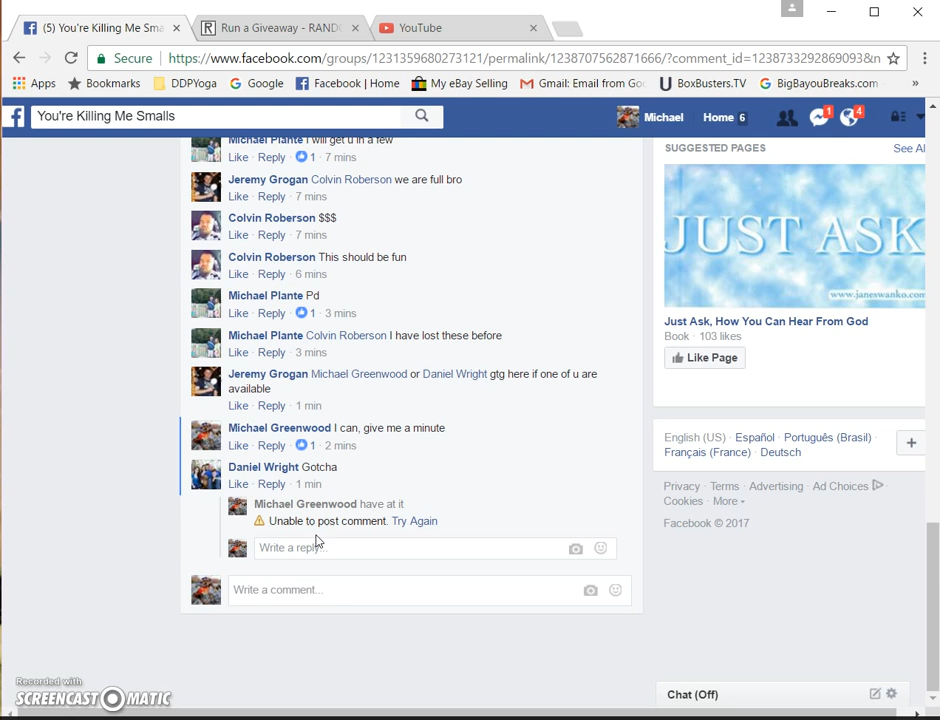 (5) You're Killing Me Sma
Run a Giveaway - RANDO
YouTube
Secure
https://www.facebook.com/groups/1231359680273121/permalink/1238707562871666/?comment_id=1238733292869093&n
Apps Bookmarks DDPYoga Google Facebook | Home My eBay Selling Gmail: Email from Goo BoxBusters.TV BigBayouBreaks.com »
You're Killing Me Smalls
Michael Home 6 1 4
Michael Plante I will get u in a few
Like · Reply · 1 · 7 mins
Jeremy Grogan Colvin Roberson we are full bro
Like · Reply · 7 mins
Colvin Roberson $$$
Like · Reply · 7 mins
Colvin Roberson This should be fun
Like · Reply · 6 mins
Michael Plante Pd
Like · Reply · 1 · 3 mins
Michael Plante Colvin Roberson I have lost these before
Like · Reply · 3 mins
Jeremy Grogan Michael Greenwood or Daniel Wright gtg here if one of u are
available
Like · Reply · 1 min
Michael Greenwood I can, give me a minute
Like · Reply · 1 · 2 mins
Daniel Wright Gotcha
Like · Reply · 1 min
Michael Greenwood have at it
Unable to post comment. Try Again
Write a reply...
Write a comment...
SUGGESTED PAGES See Al
JUST ASK
www.janeswanko.com
Just Ask, How You Can Hear From God
Book · 103 likes
Like Page
English (US) · Español · Português (Brasil) ·
Français (France) · Deutsch
Privacy · Terms · Advertising · Ad Choices
Cookies · More
Facebook © 2017
Chat (Off)
Recorded with
SCREENCAST MATIC